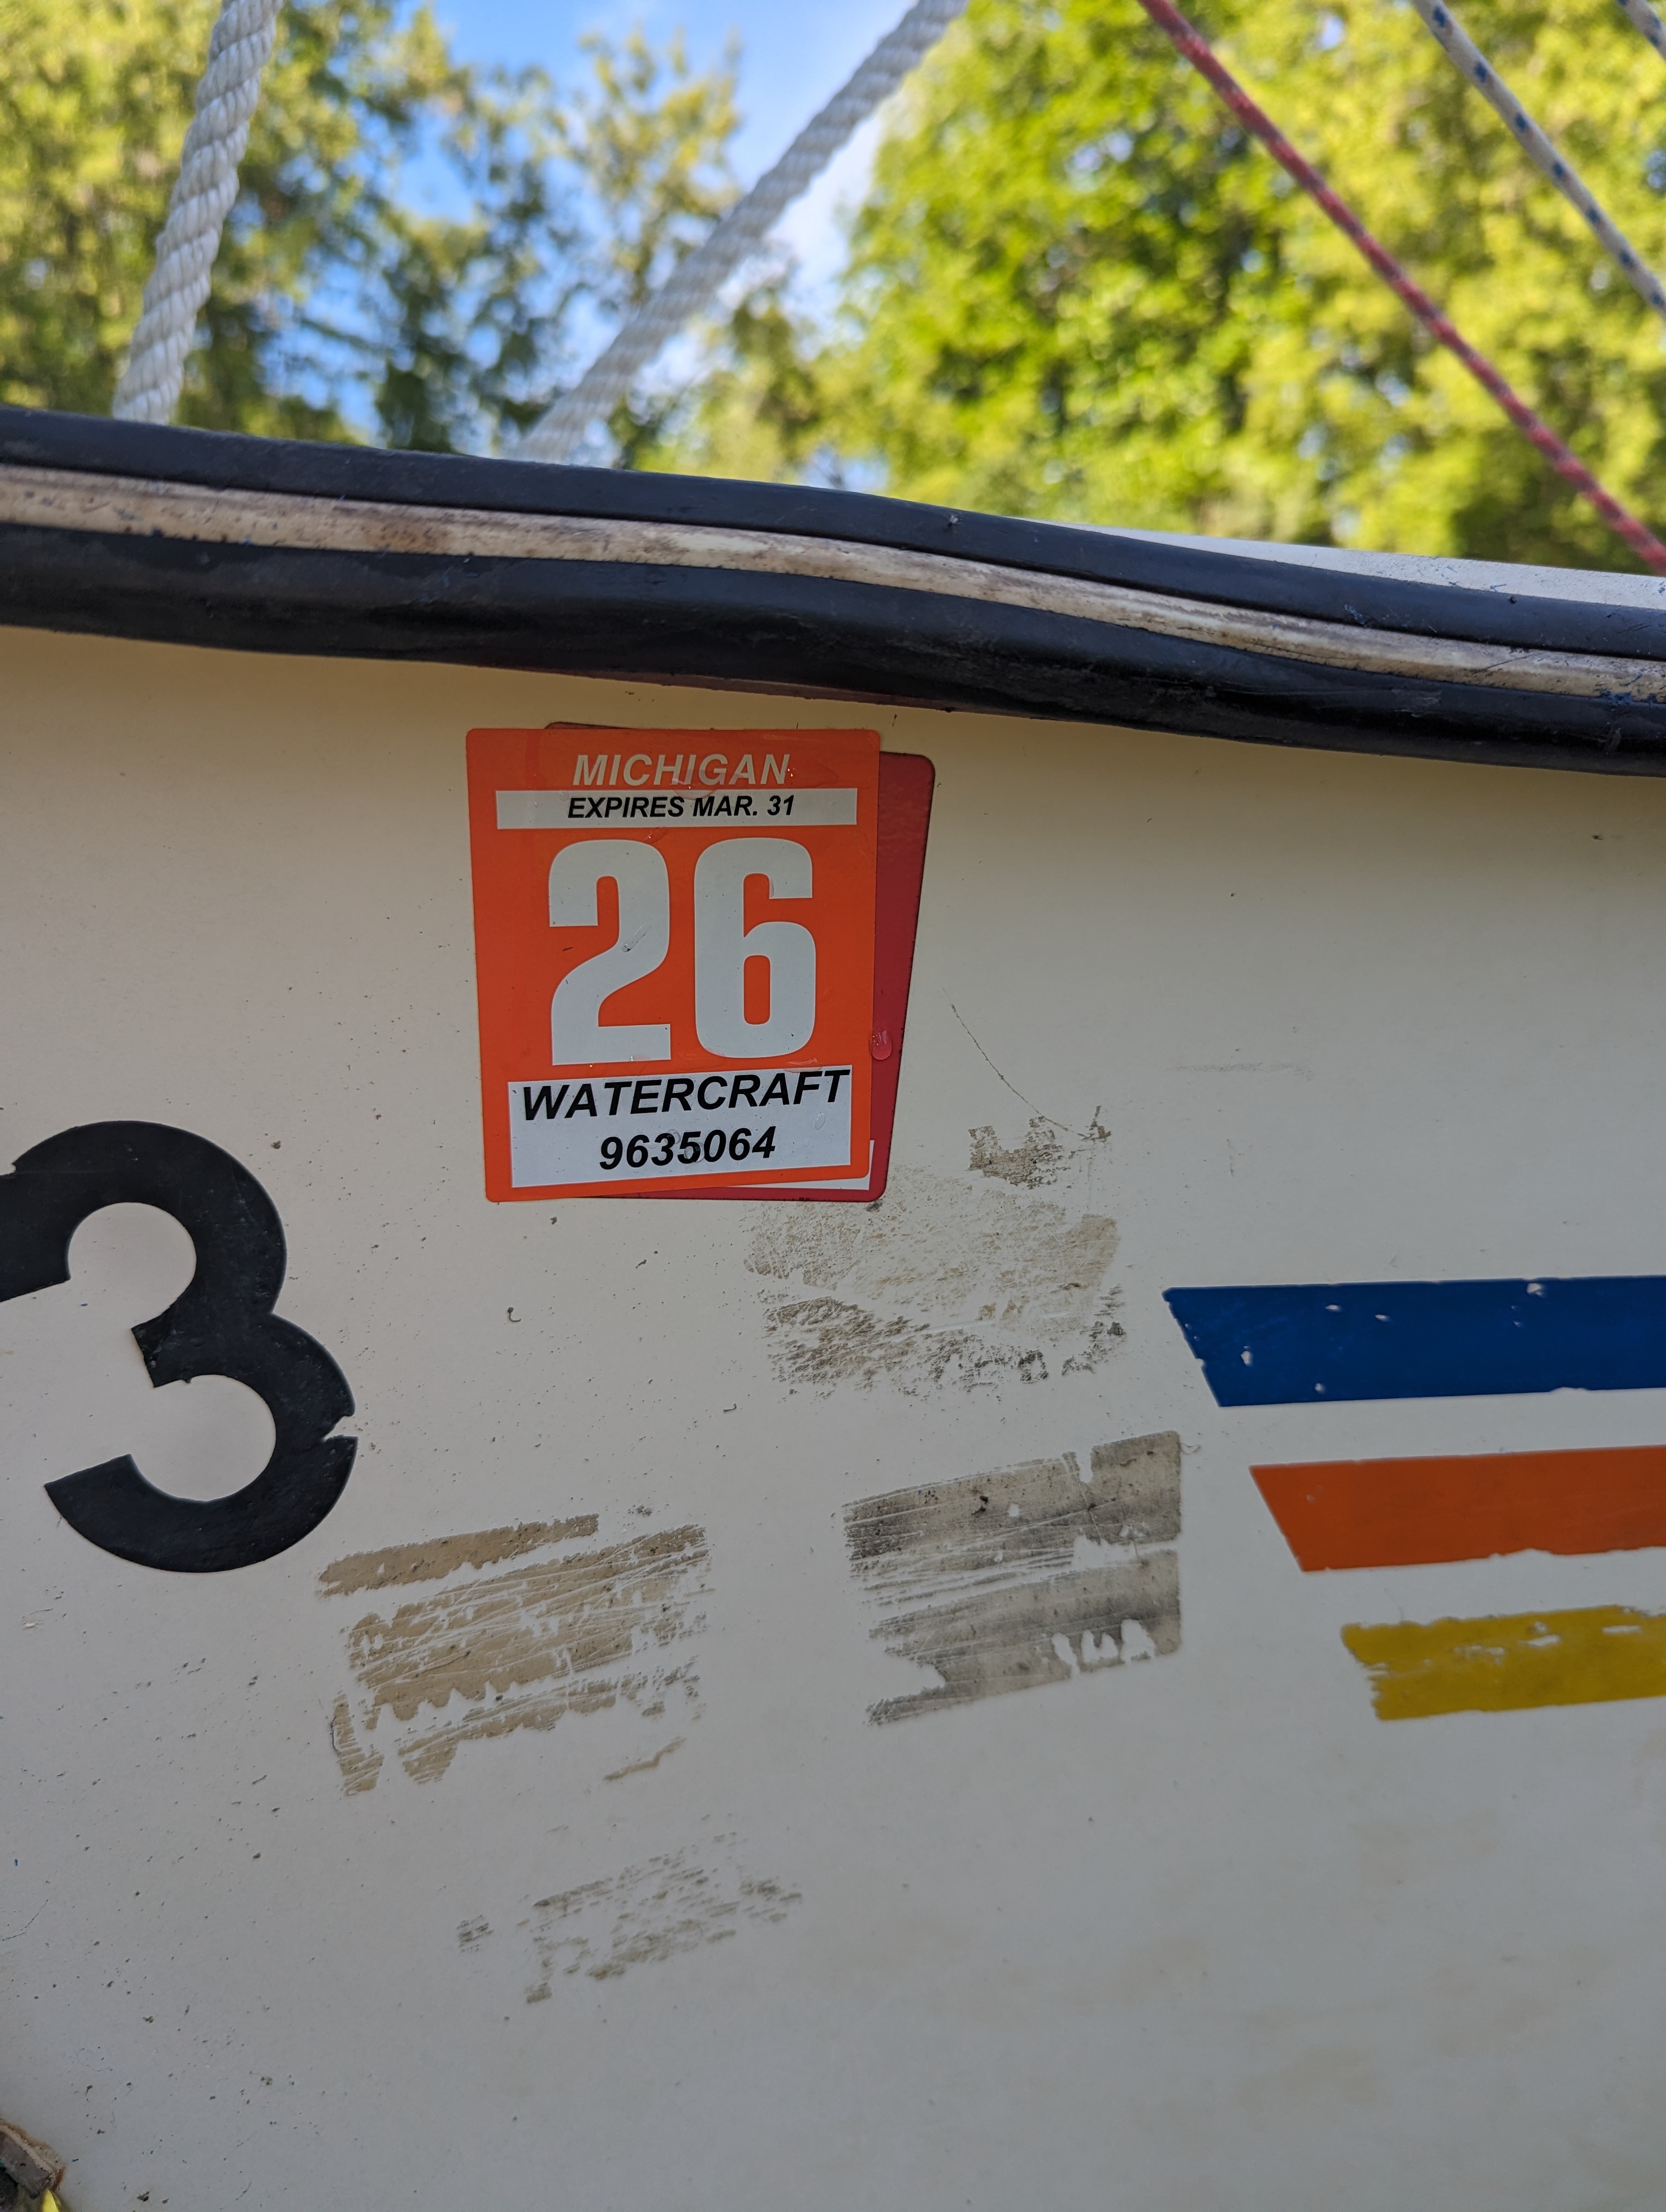 MICHIGAN
EXPIRES MAR. 31
26
WATERCRAFT
9635064
3